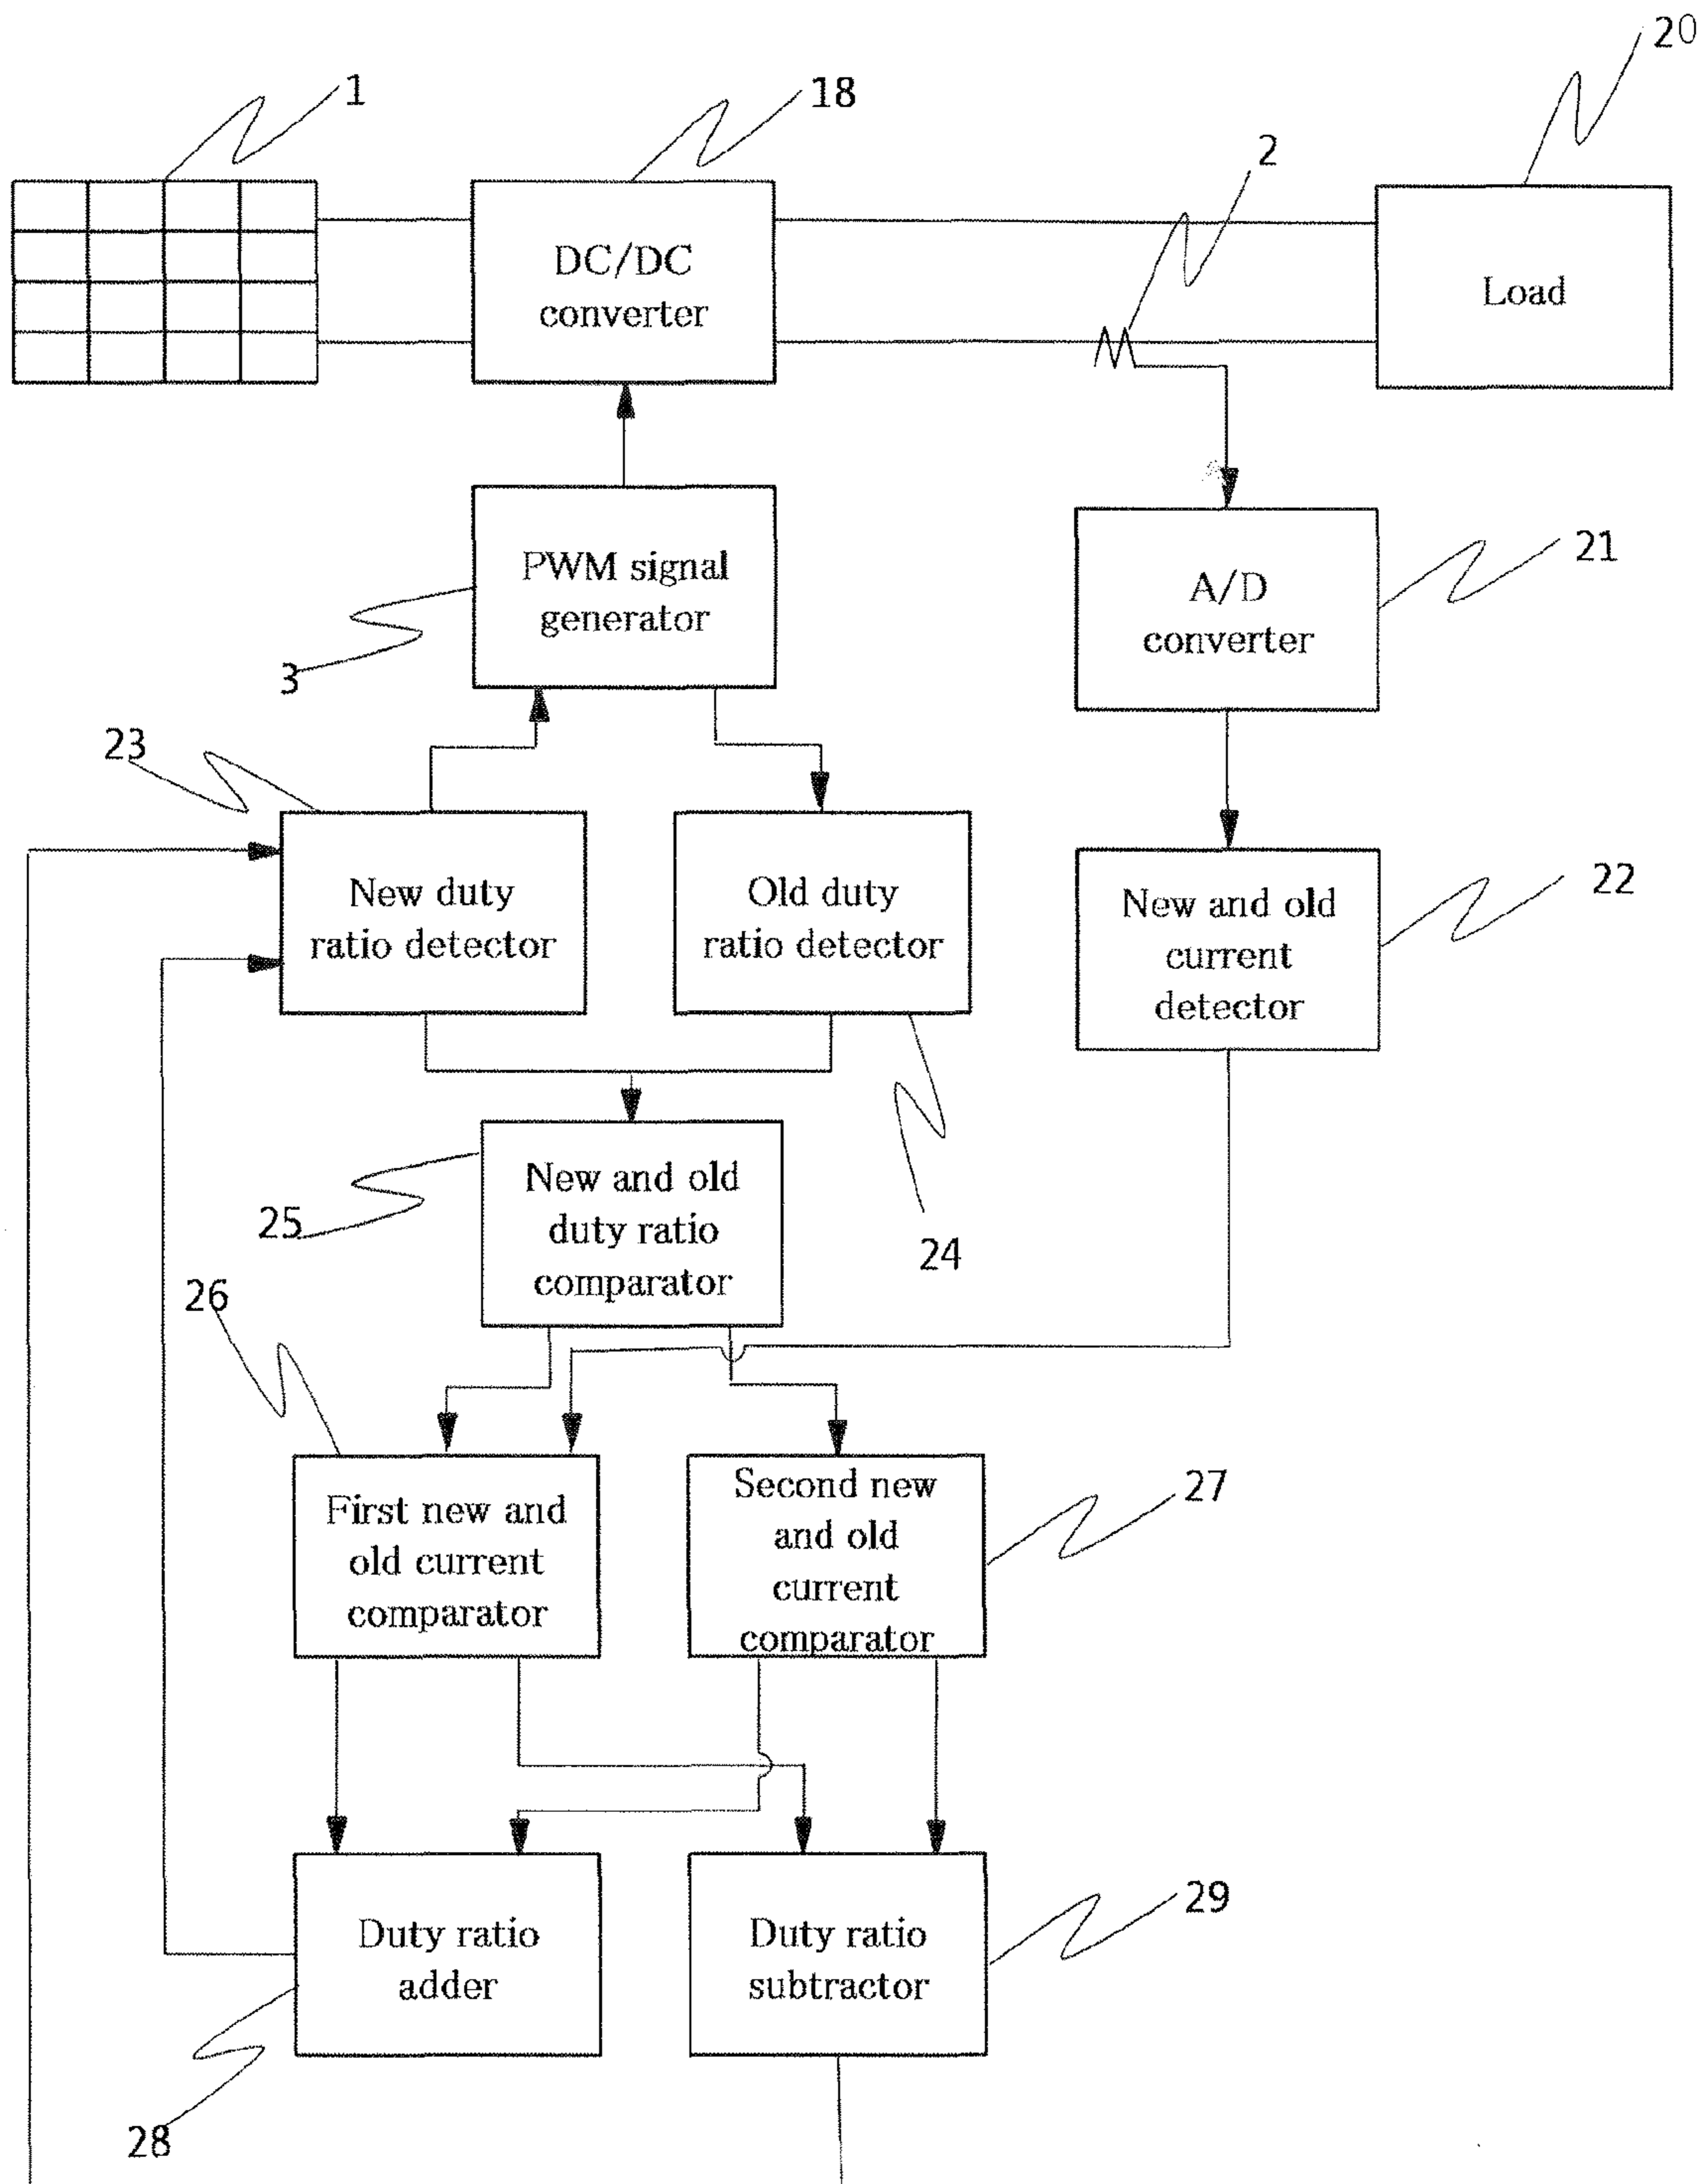 20
1
18
2
DC/DC
converter
Load
PWM signal
generator
3
A/D
converter
21
23
New duty
ratio detector
Old duty
ratio detector
New and old
current
detector
22
24
New and old
duty ratio
comparator
25
26
First new and
old current
comparator
Second new
and old
current
comparator
27
Duty ratio
adder
Duty ratio
subtractor
29
28